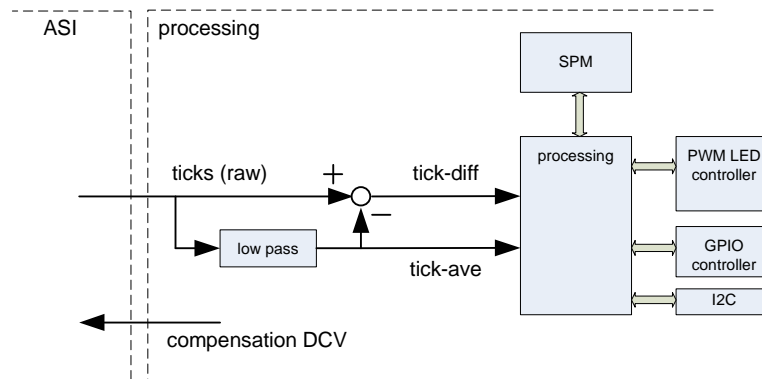 ASI
processing
SPM
processing
PWM LED
controller
ticks (raw)
+
tick-diff
−
low pass
tick-ave
GPIO
controller
I2C
compensation DCV